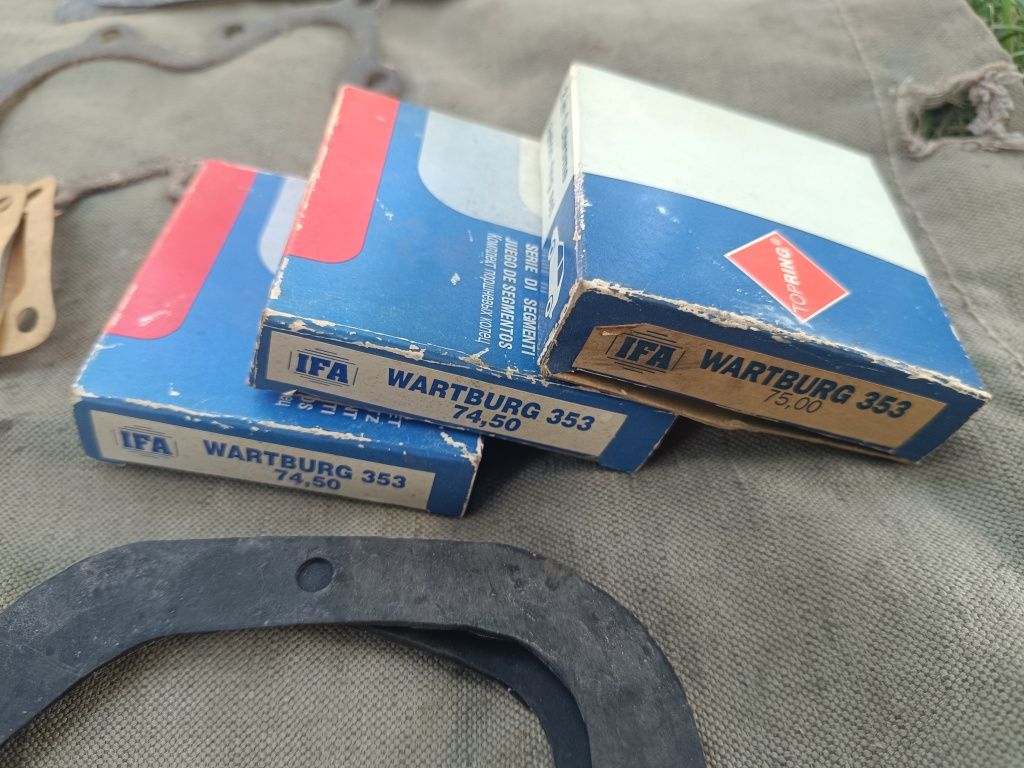 IFA
WARTBURG 353
74,50
SERIE DI SEGMENTI
JUEGO DE SEGMENTOS
Комплект поршневых колец
IFA
WARTBURG 353
74,50
TOPRING®
IFA
WARTBURG 353
75,00